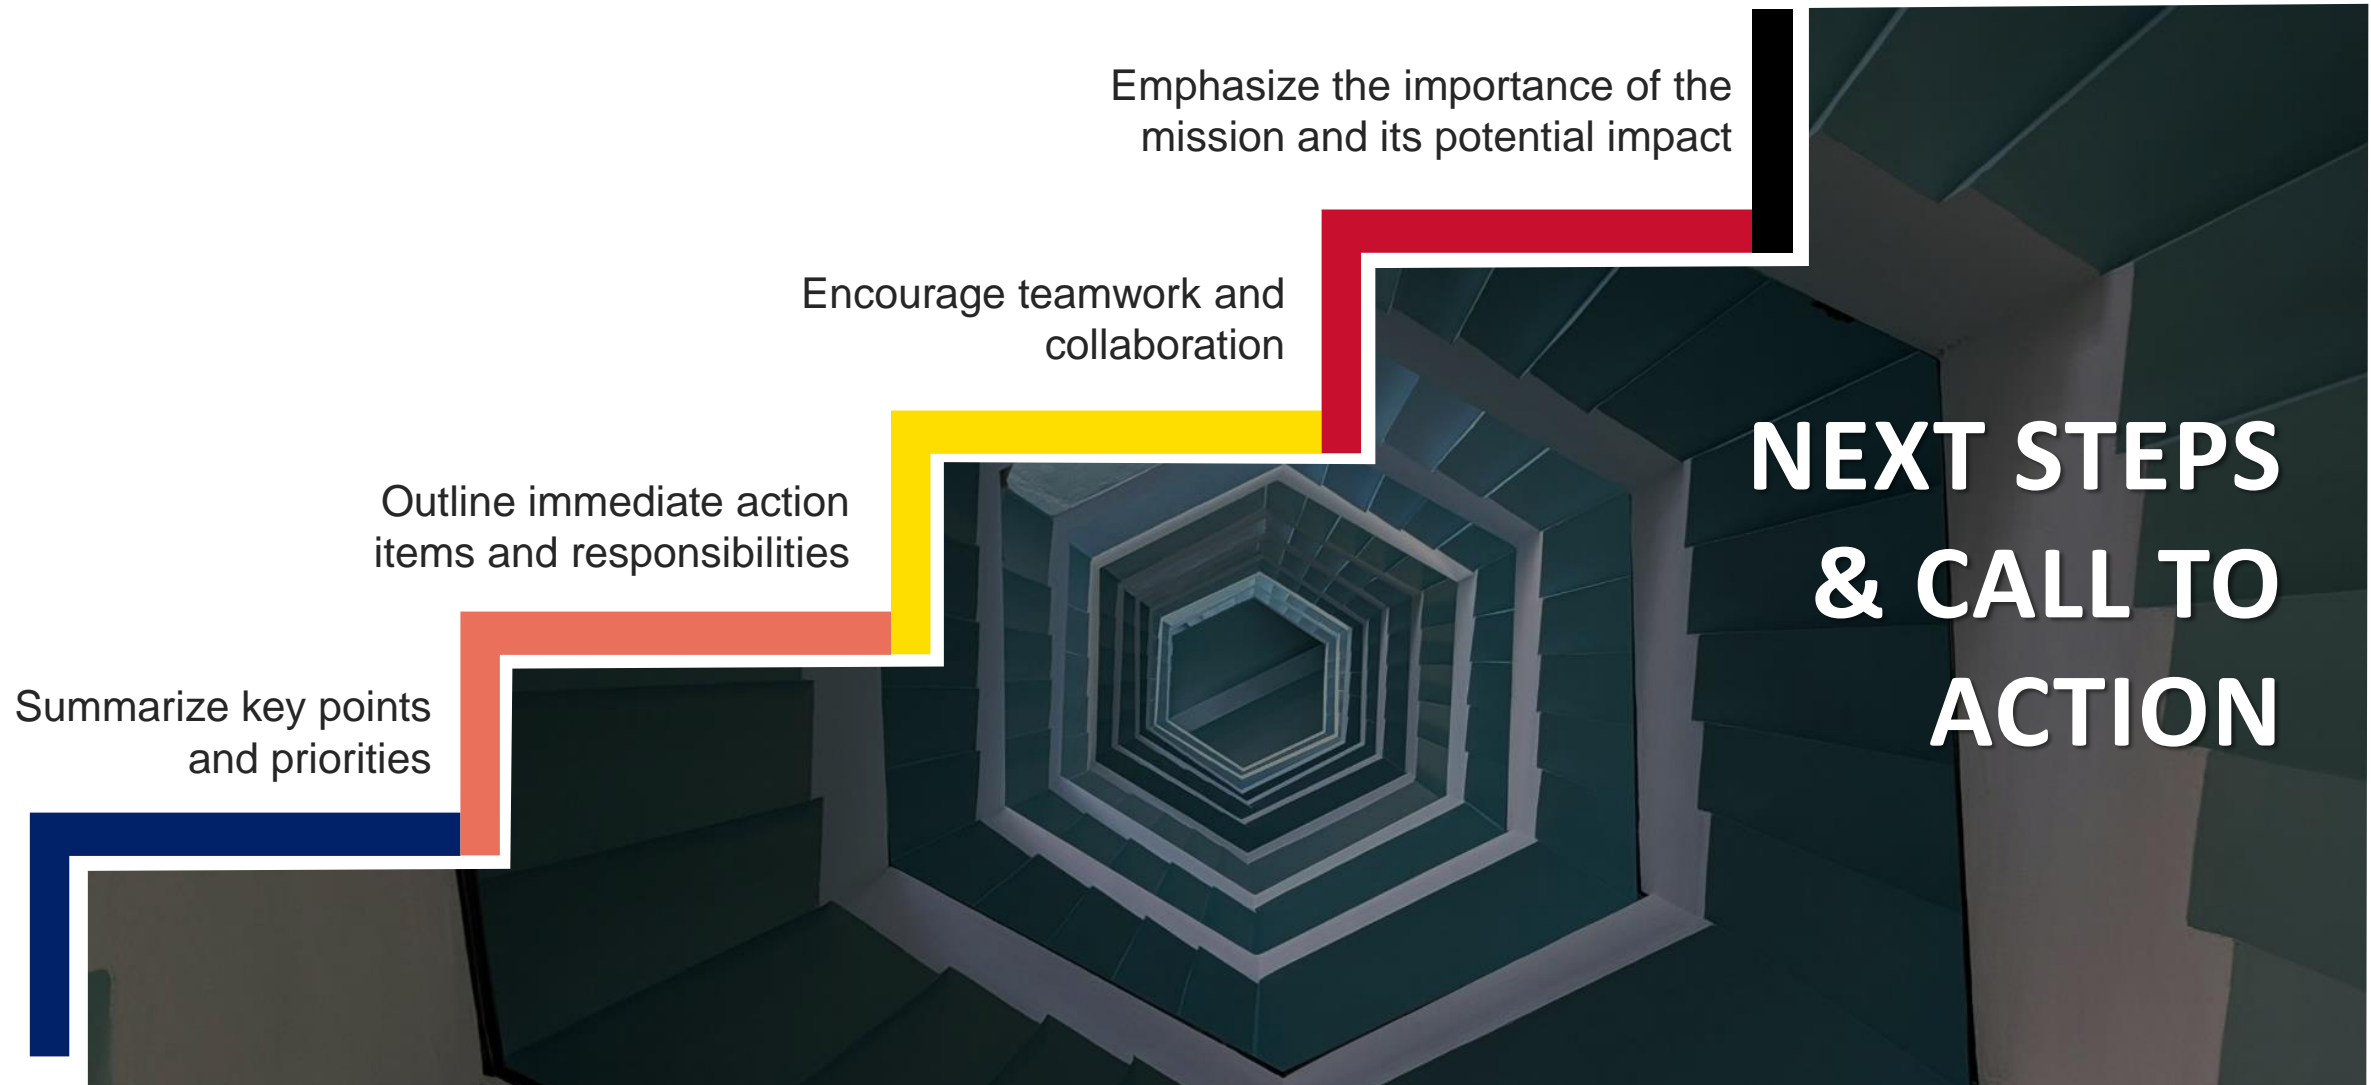 Emphasize the importance of the
mission and its potential impact
Encourage teamwork and
collaboration
Outline immediate action
items and responsibilities
Summarize key points
and priorities
NEXT STEPS
& CALL TO
ACTION